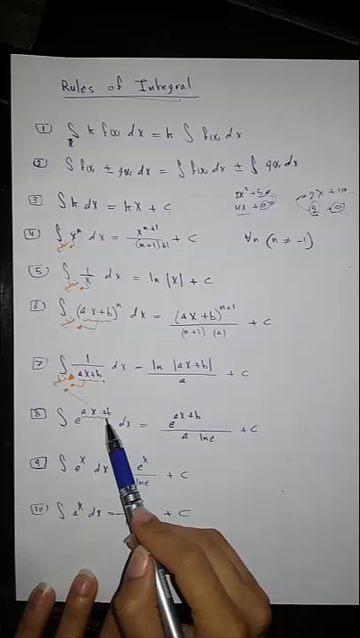 Rules of Integral
1 ∫ k f(x) dx = k ∫ f(x) dx
2 ∫ f(x) ± g(x) dx = ∫ f(x) dx ± ∫ g(x) dx
3 ∫ k dx = kx + c
4 ∫ xⁿ dx = xⁿ⁺¹/(n+1) + c ∀n (n ≠ -1)
5 ∫ 1/x dx = ln |x| + c
6 ∫ (ax+b)ⁿ dx = (ax+b)ⁿ⁺¹/(n+1) (a) + c
7 ∫ 1/ax+b dx = ln |ax+b|/a + c
8 ∫ e^ax+b dx = e^ax+b/a lne + c
9 ∫ eˣ dx eˣ/lne + c
10 ∫ aˣ dx = + c